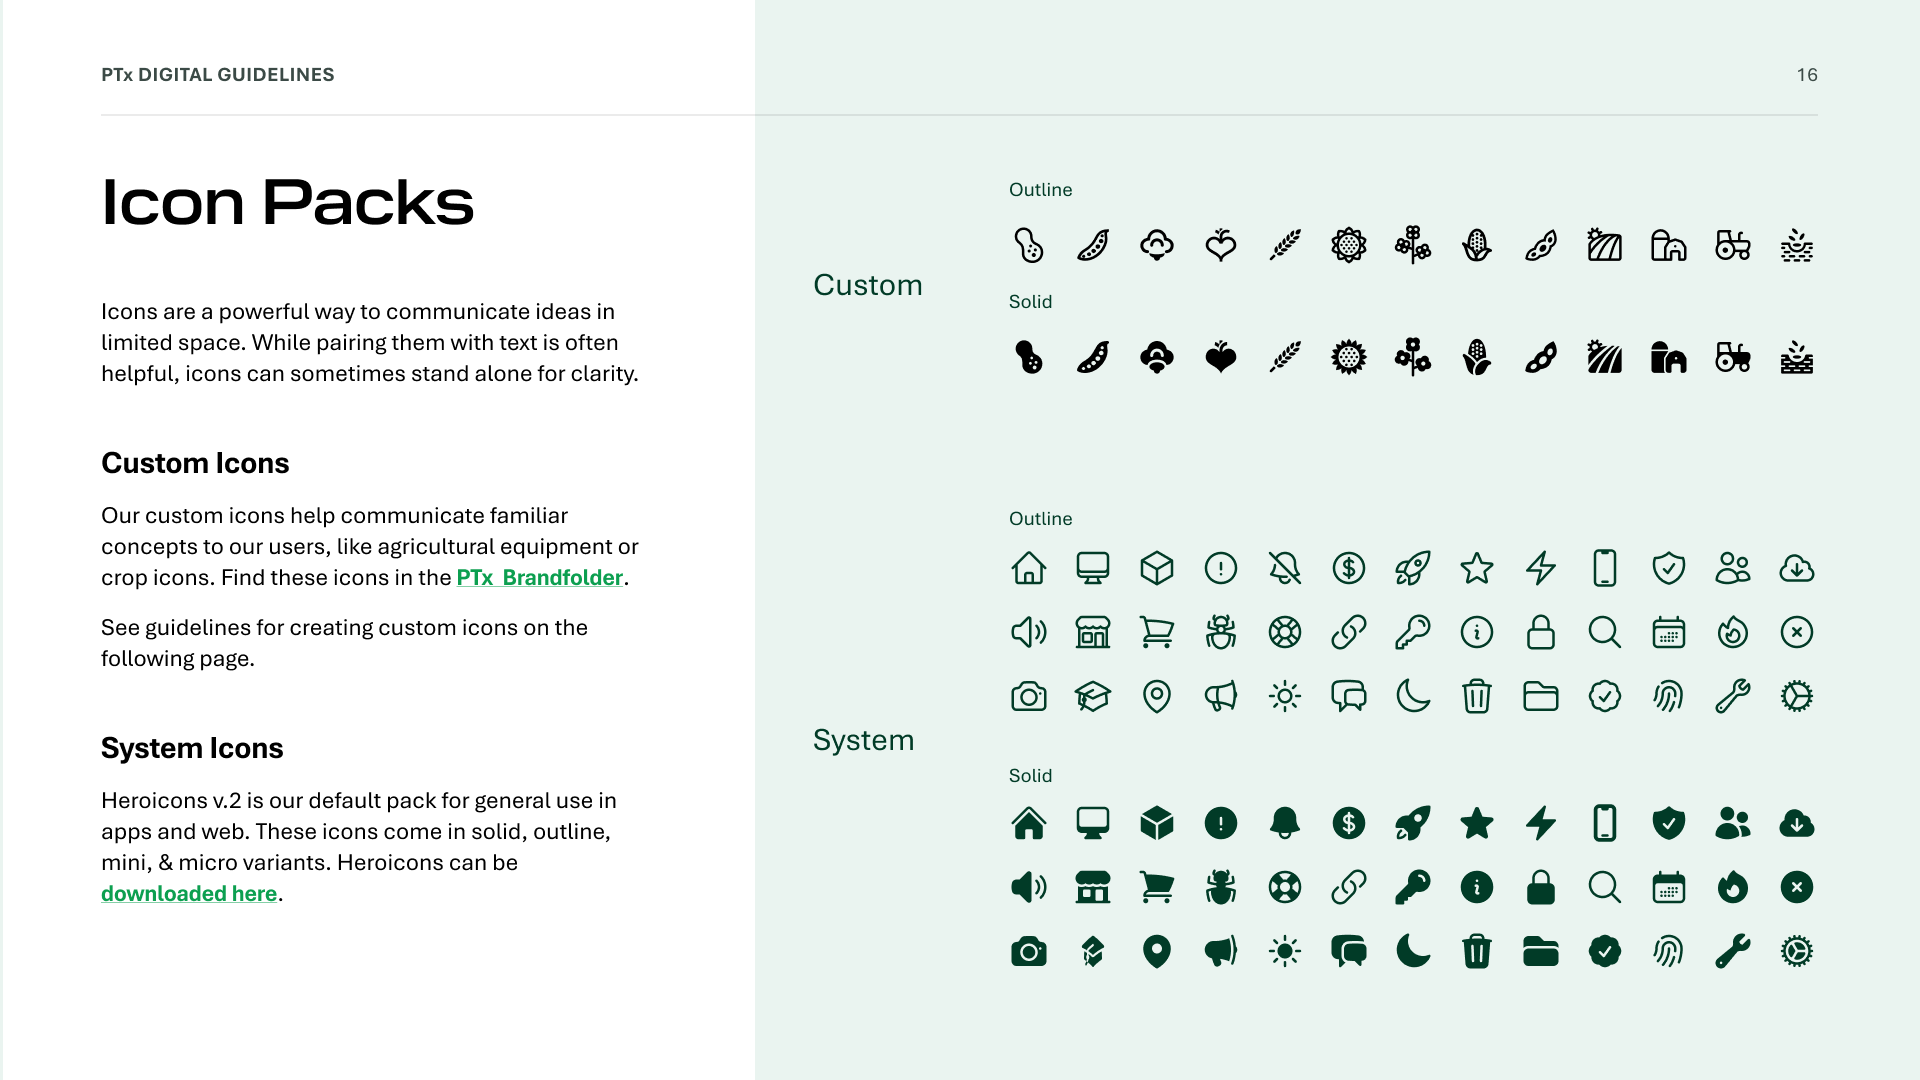 PTx DIGITAL GUIDELINES
16
Icon Packs
Icons are a powerful way to communicate ideas in
limited space. While pairing them with text is often
helpful, icons can sometimes stand alone for clarity.
Custom Icons
Our custom icons help communicate familiar
concepts to our users, like agricultural equipment or
crop icons. Find these icons in the PTx Brandfolder.
See guidelines for creating custom icons on the
following page.
System Icons
Heroicons v.2 is our default pack for general use in
apps and web. These icons come in solid, outline,
mini, & micro variants. Heroicons can be
downloaded here.
Custom
Outline
Solid
System
Outline
Solid